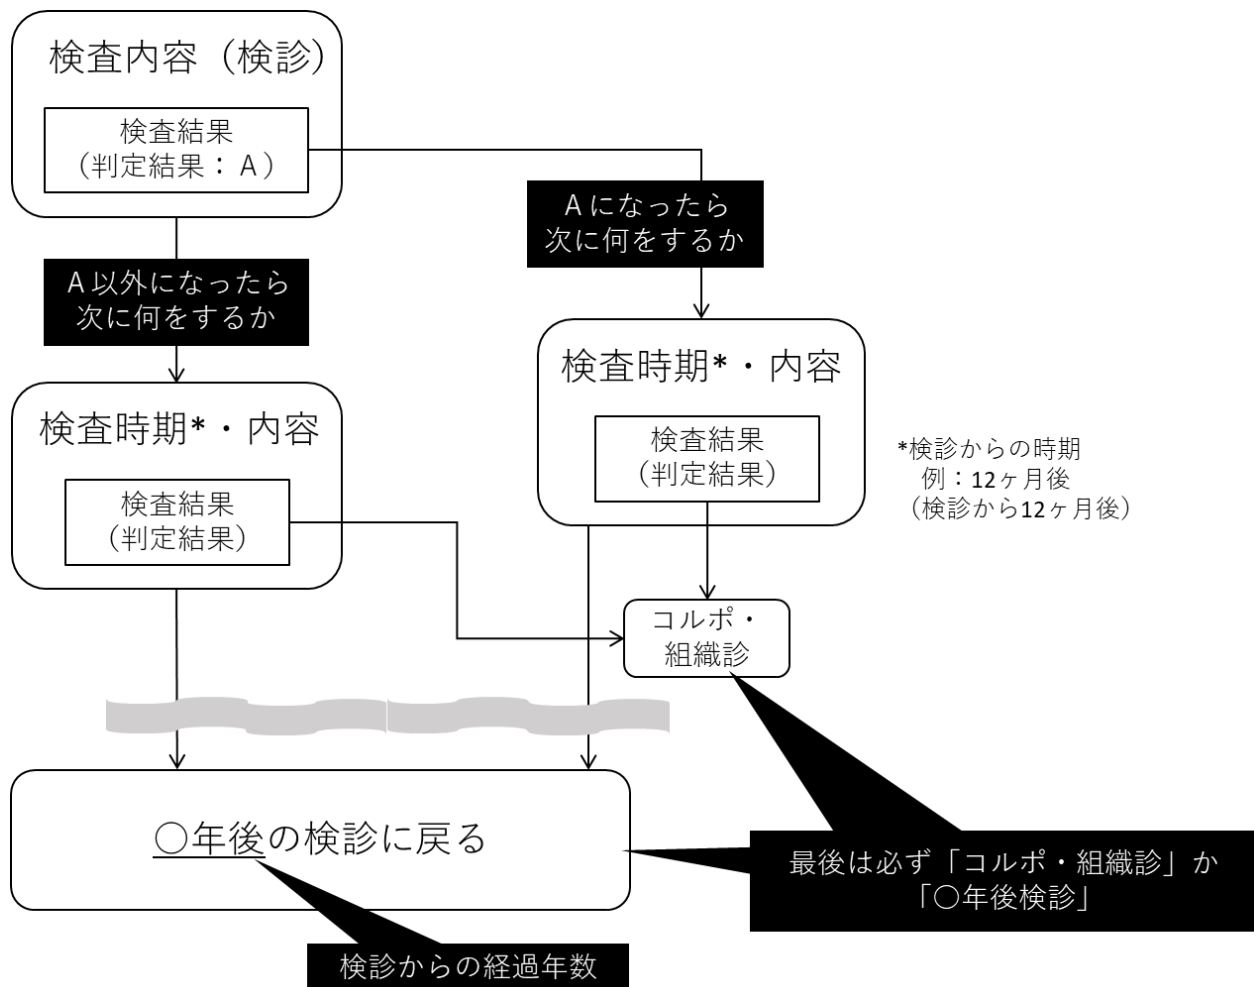 検査内容（検診）
検査結果
（判定結果：Ａ）
Ａになったら
次に何をするか
Ａ以外になったら
次に何をするか
検査時期*・内容
検査結果
（判定結果）
検査時期*・内容
検査結果
（判定結果）
*検診からの時期
例：12ヶ月後
（検診から12ヶ月後）
コルポ・
組織診
〇年後の検診に戻る
最後は必ず「コルポ・組織診」か
「〇年後検診」
検診からの経過年数